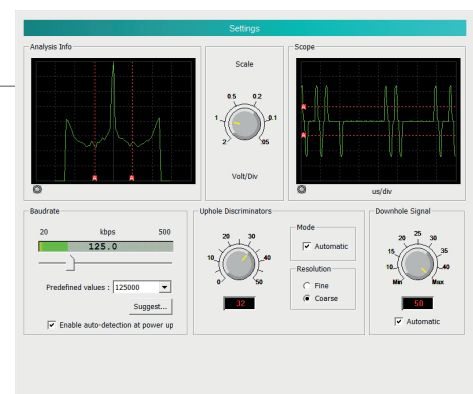 Settings
Analysis Info
Scale
0.5 0.2
1 0.1
2 .05
Volt/Div
Scope
A
A
us/div
A A
Baudrate
20 kbps 500
125.0
Predefined values : 125000
Suggest...
Enable auto-detection at power up
Uphole Discriminators
20 30
10 40
0 50
32
Mode
Automatic
Resolution
Fine
Coarse
Downhole Signal
20 25 30
15 35
10 40
Min Max
50
Automatic